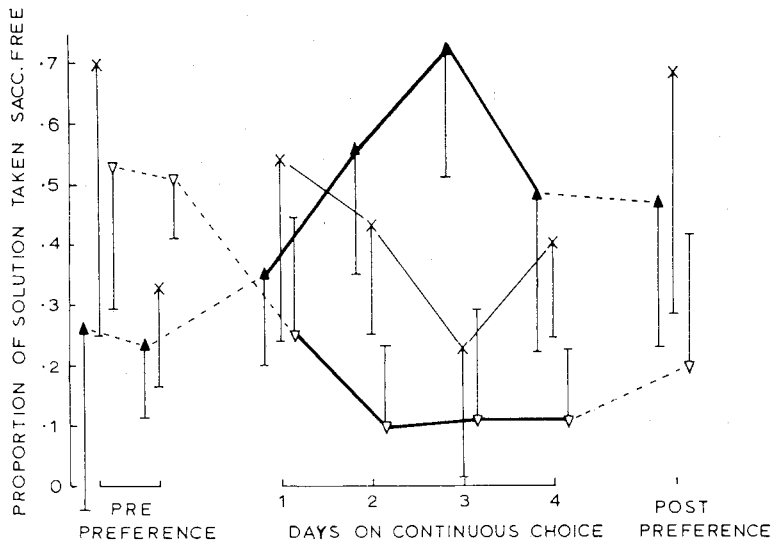 PROPORTION OF SOLUTION TAKEN SACC. FREE
.7
.6
.5
.4
.3
.2
.1
0
PRE
PREFERENCE
1
2
3
4
DAYS ON CONTINUOUS CHOICE
POST
PREFERENCE